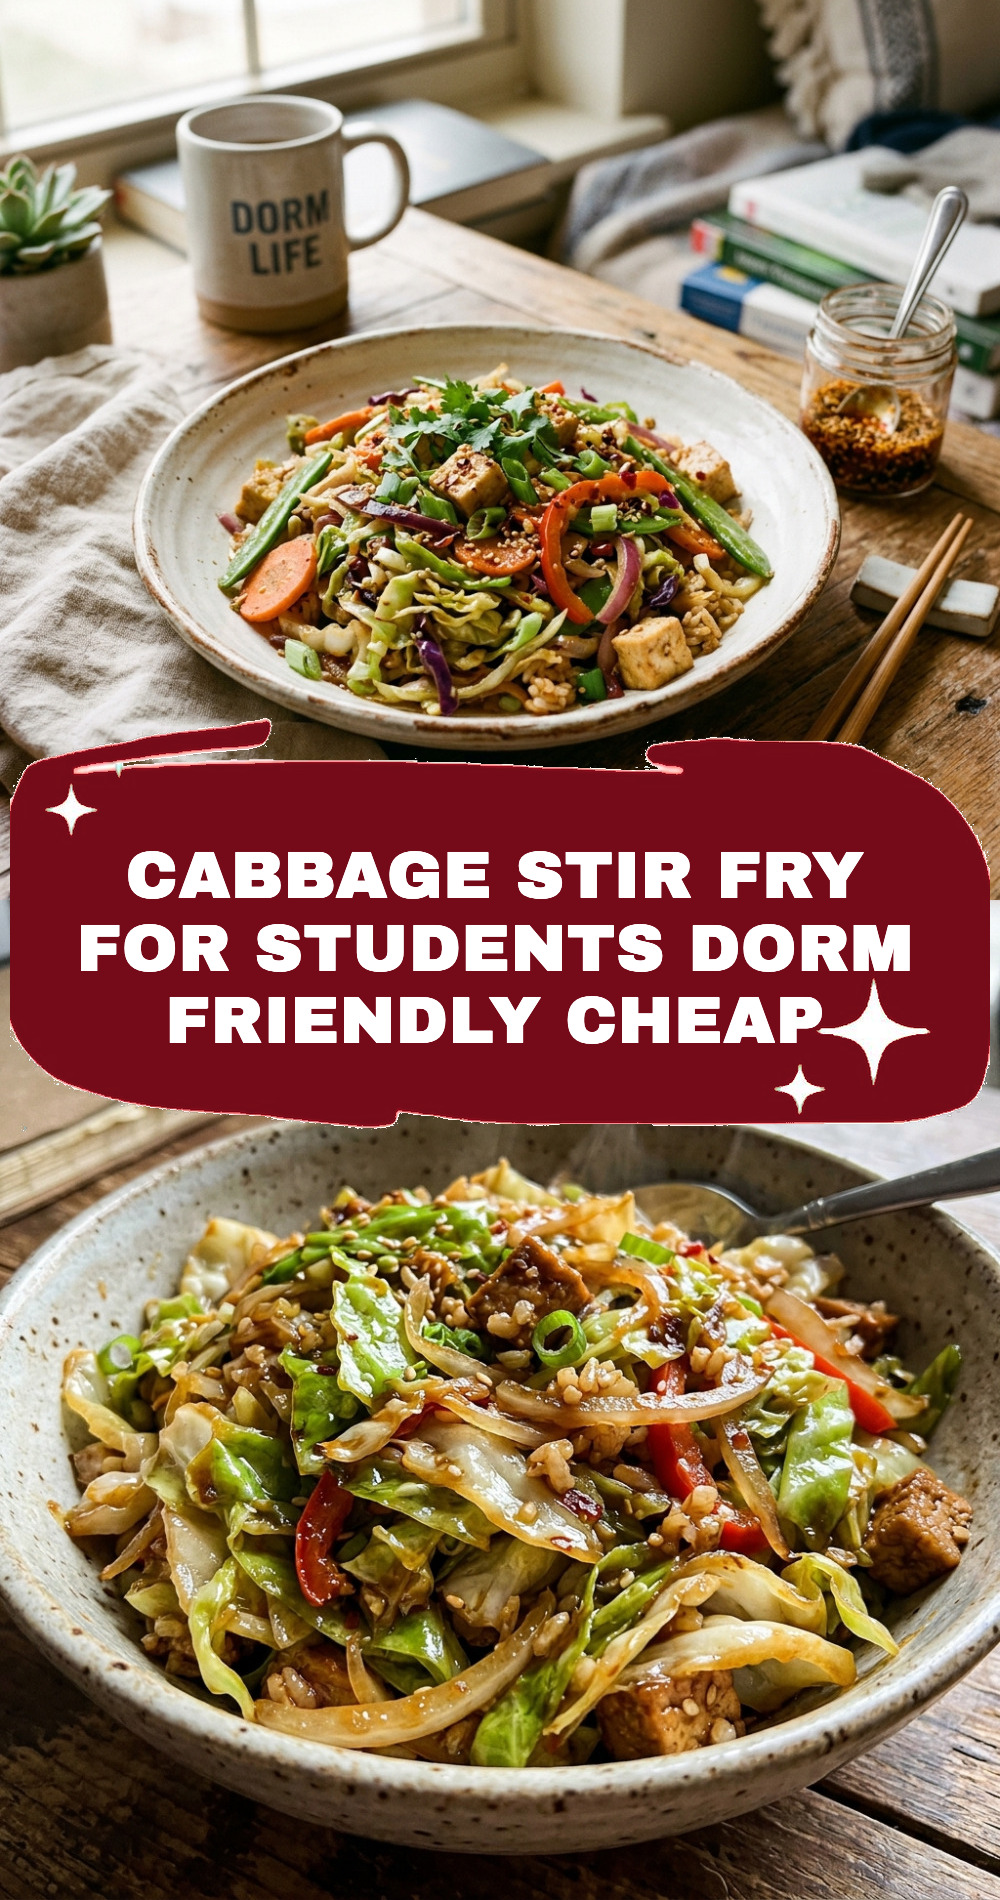 DORM
LIFE
CABBAGE STIR FRY
FOR STUDENTS DORM
FRIENDLY CHEAP